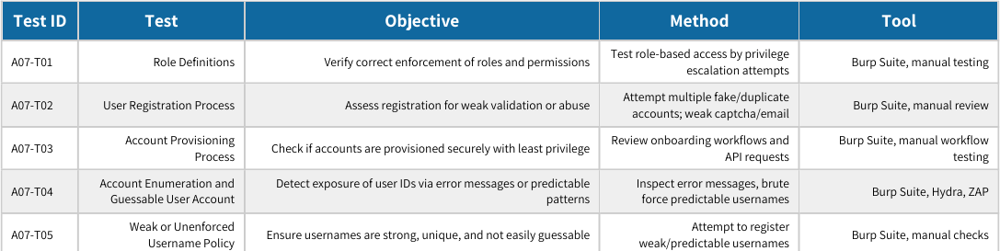 Test ID Test Objective Method Tool
A07-T01 Role Definitions Verify correct enforcement of roles and permissions Test role-based access by privilege escalation attempts Burp Suite, manual testing
A07-T02 User Registration Process Assess registration for weak validation or abuse Attempt multiple fake/duplicate accounts; weak captcha/email Burp Suite, manual review
A07-T03 Account Provisioning Process Check if accounts are provisioned securely with least privilege Review onboarding workflows and API requests Burp Suite, manual workflow testing
A07-T04 Account Enumeration and Guessable User Account Detect exposure of user IDs via error messages or predictable patterns Inspect error messages, brute force predictable usernames Burp Suite, Hydra, ZAP
A07-T05 Weak or Unenforced Username Policy Ensure usernames are strong, unique, and not easily guessable Attempt to register weak/predictable usernames Burp Suite, manual checks